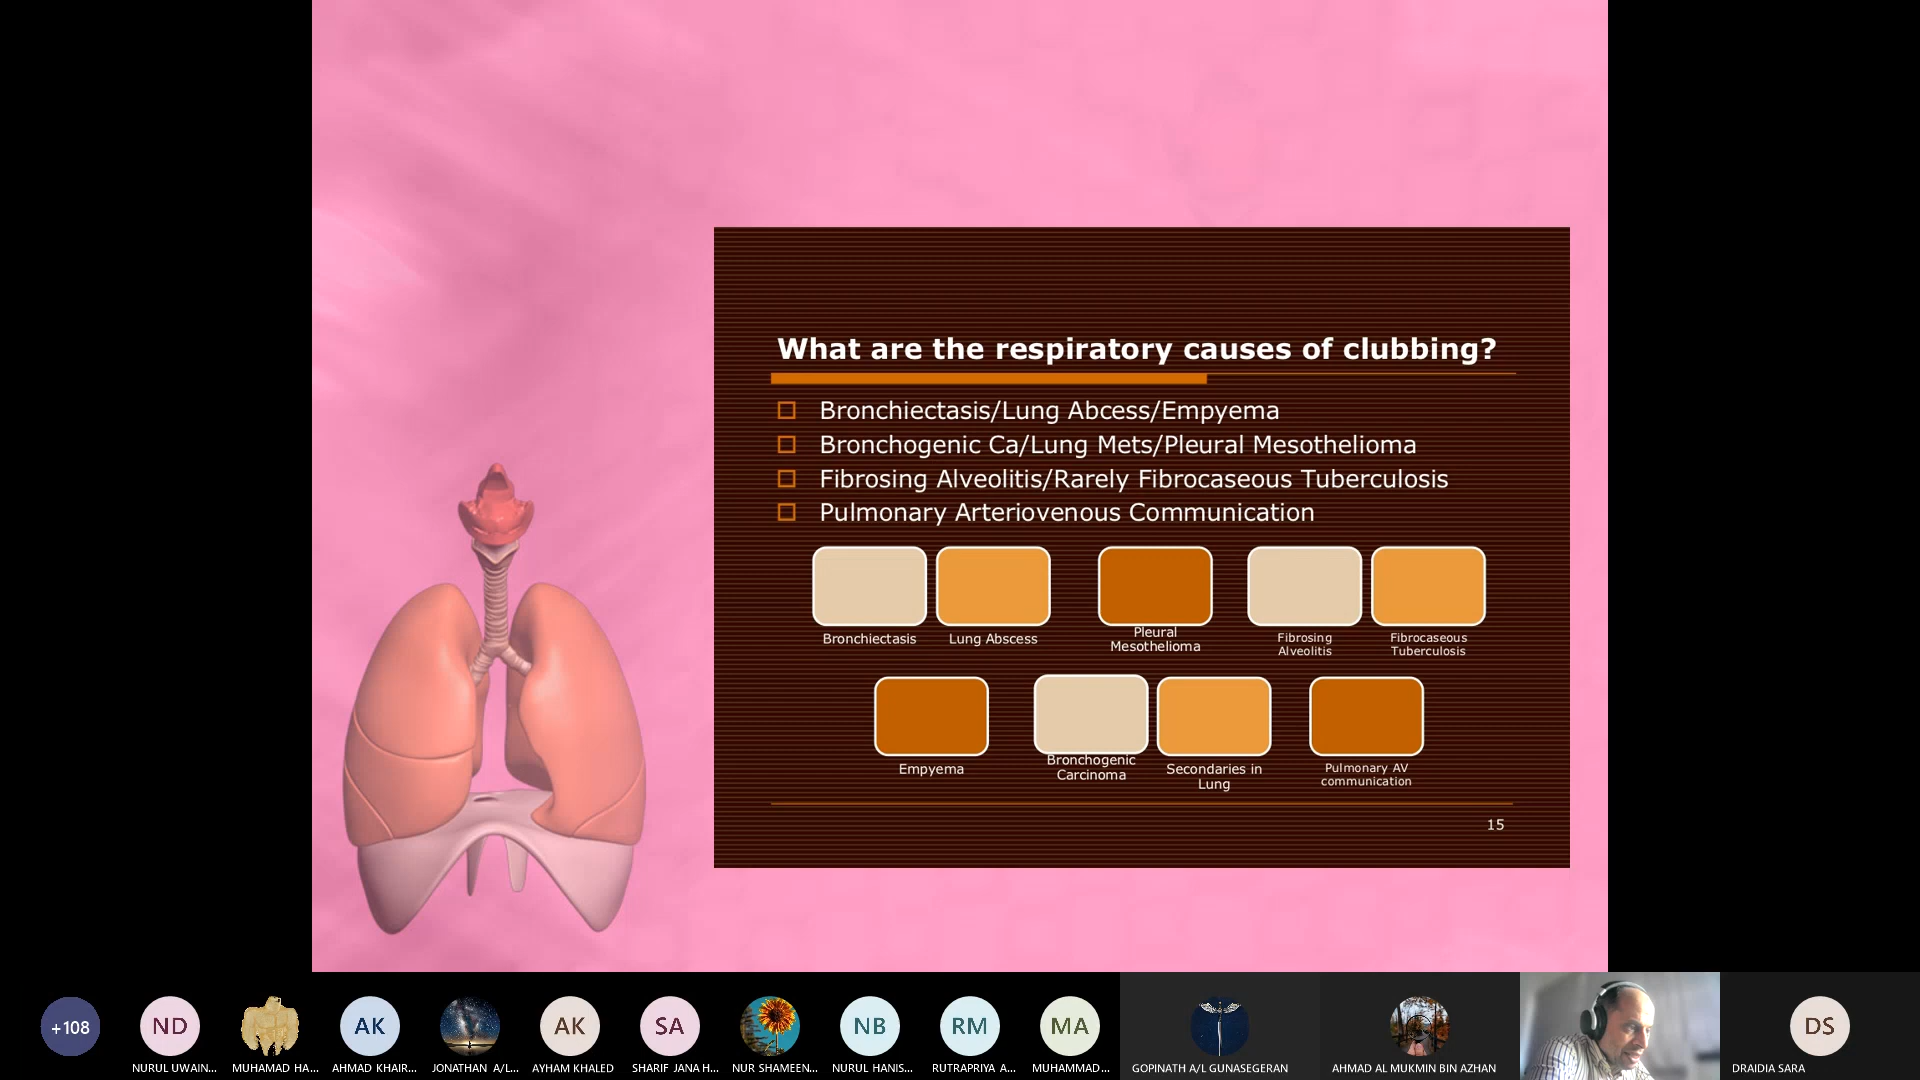 What are the respiratory causes of clubbing?
Bronchiectasis/Lung Abcess/Empyema
Bronchogenic Ca/Lung Mets/Pleural Mesothelioma
Fibrosing Alveolitis/Rarely Fibrocaseous Tuberculosis
Pulmonary Arteriovenous Communication
Bronchiectasis
Lung Abscess
Pleural
Mesothelioma
Fibrosing
Alveolitis
Fibrocaseous
Tuberculosis
Empyema
Bronchogenic
Carcinoma
Secondaries in
Lung
Pulmonary AV
communication
15
+108
ND
NURUL UWAIN...
MUHAMAD HA...
AK
AHMAD KHAIR...
JONATHAN A/L...
AK
AYHAM KHALED
SA
SHARIF JANA H...
NUR SHAMEEN...
NB
NURUL HANIS...
RM
RUTRAPRIYA A...
MA
MUHAMMAD...
GOPINATH A/L GUNASEGERAN
AHMAD AL MUKMIN BIN AZHAN
DS
DRAIDIA SARA